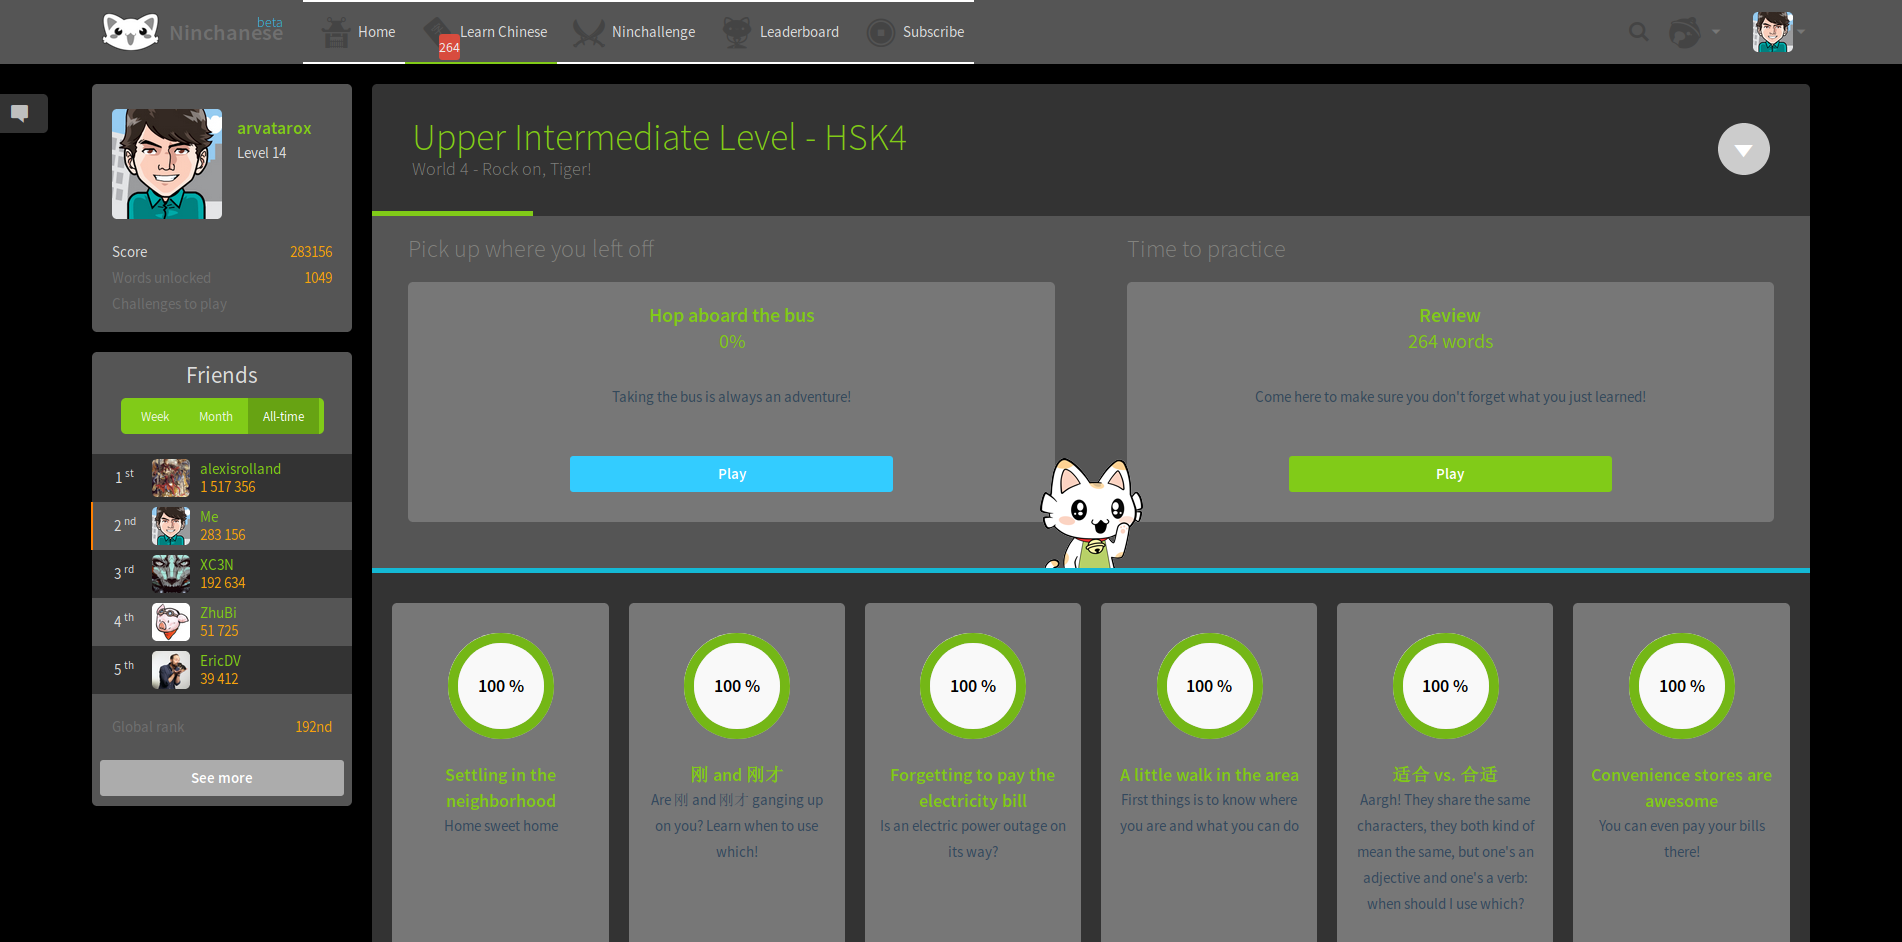 Ninchanese beta
Home
Learn Chinese
264
Ninchallenge
Leaderboard
Subscribe
arvatarox
Level 14
Score 283156
Words unlocked 1049
Challenges to play
Friends
Week Month All-time
1 st alexisrolland
1 517 356
2 nd Me
283 156
3 rd XC3N
192 634
4 th ZhuBi
51 725
5 th EricDV
39 412
Global rank 192nd
See more
Upper Intermediate Level - HSK4
World 4 - Rock on, Tiger!
Pick up where you left off
Hop aboard the bus
0%
Taking the bus is always an adventure!
Play
Time to practice
Review
264 words
Come here to make sure you don't forget what you just learned!
Play
100 %
Settling in the
neighborhood
Home sweet home
100 %
刚 and 刚才
Are 刚 and 刚才 ganging up
on you? Learn when to use
which!
100 %
Forgetting to pay the
electricity bill
Is an electric power outage on
its way?
100 %
A little walk in the area
First things is to know where
you are and what you can do
100 %
适合 vs. 合适
Aargh! They share the same
characters, they both kind of
mean the same, but one's an
adjective and one's a verb:
when should I use which?
100 %
Convenience stores are
awesome
You can even pay your bills
there!